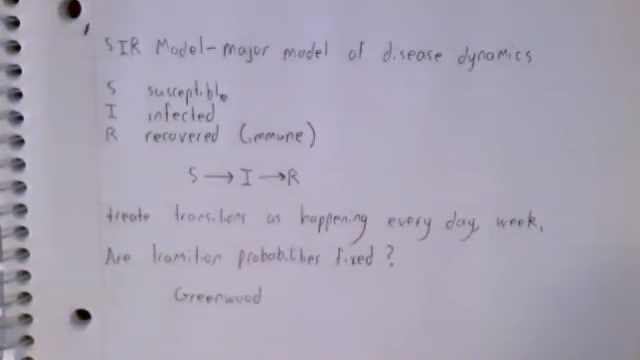 SIR Model - major model of disease dynamics
S susceptible
I infected
R recovered (immune)
S → I → R
treate transitions as happening every day, week,
Are transition probabilities fixed?
Greenwood